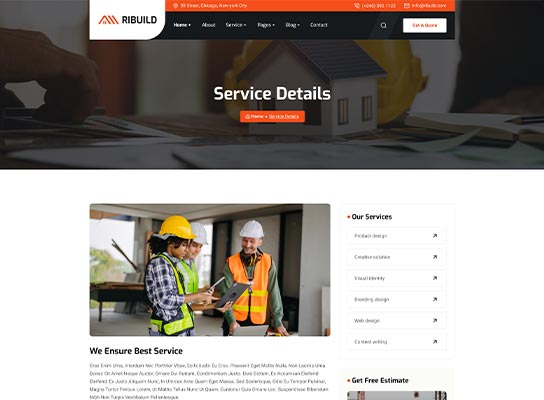 RIBUILD
59 Street, Chicago, New york City
(+245) 592 1123
info@ribuild.com
Home +
About
Service +
Pages +
Blog +
Contact
Get A Quote
Service Details
Home
Service Details
Our Services
Product design
Creative solution
Visual identity
Branding design
Web design
Content writing
We Ensure Best Service
Cras Enim Urna, Interdum Nec Porttitor Vitae, Sollicitudin Eu Eros. Praesent Eget Mollis Nulla, Non Lacinia Urna.
Donec Sit Amet Neque Auctor, Ornare Dui Rutrum, Condimentum Justo. Duis Dictum, Ex Accumsan Eleifend
Eleifend, Ex Justo Aliquam Nunc, In Ultrices Ante Quam Eget Massa. Sed Scelerisque, Odio Eu Tempor Pulvinar,
Magna Tortor Finibus Lorem, Ut Mattis Tellus Nunc Ut Quam. Curabitur Cura Ornare Leo. Suspendisse Bibendum
Nibh Non Turpis Vestibulum Pellentesque.
Get Free Estimate